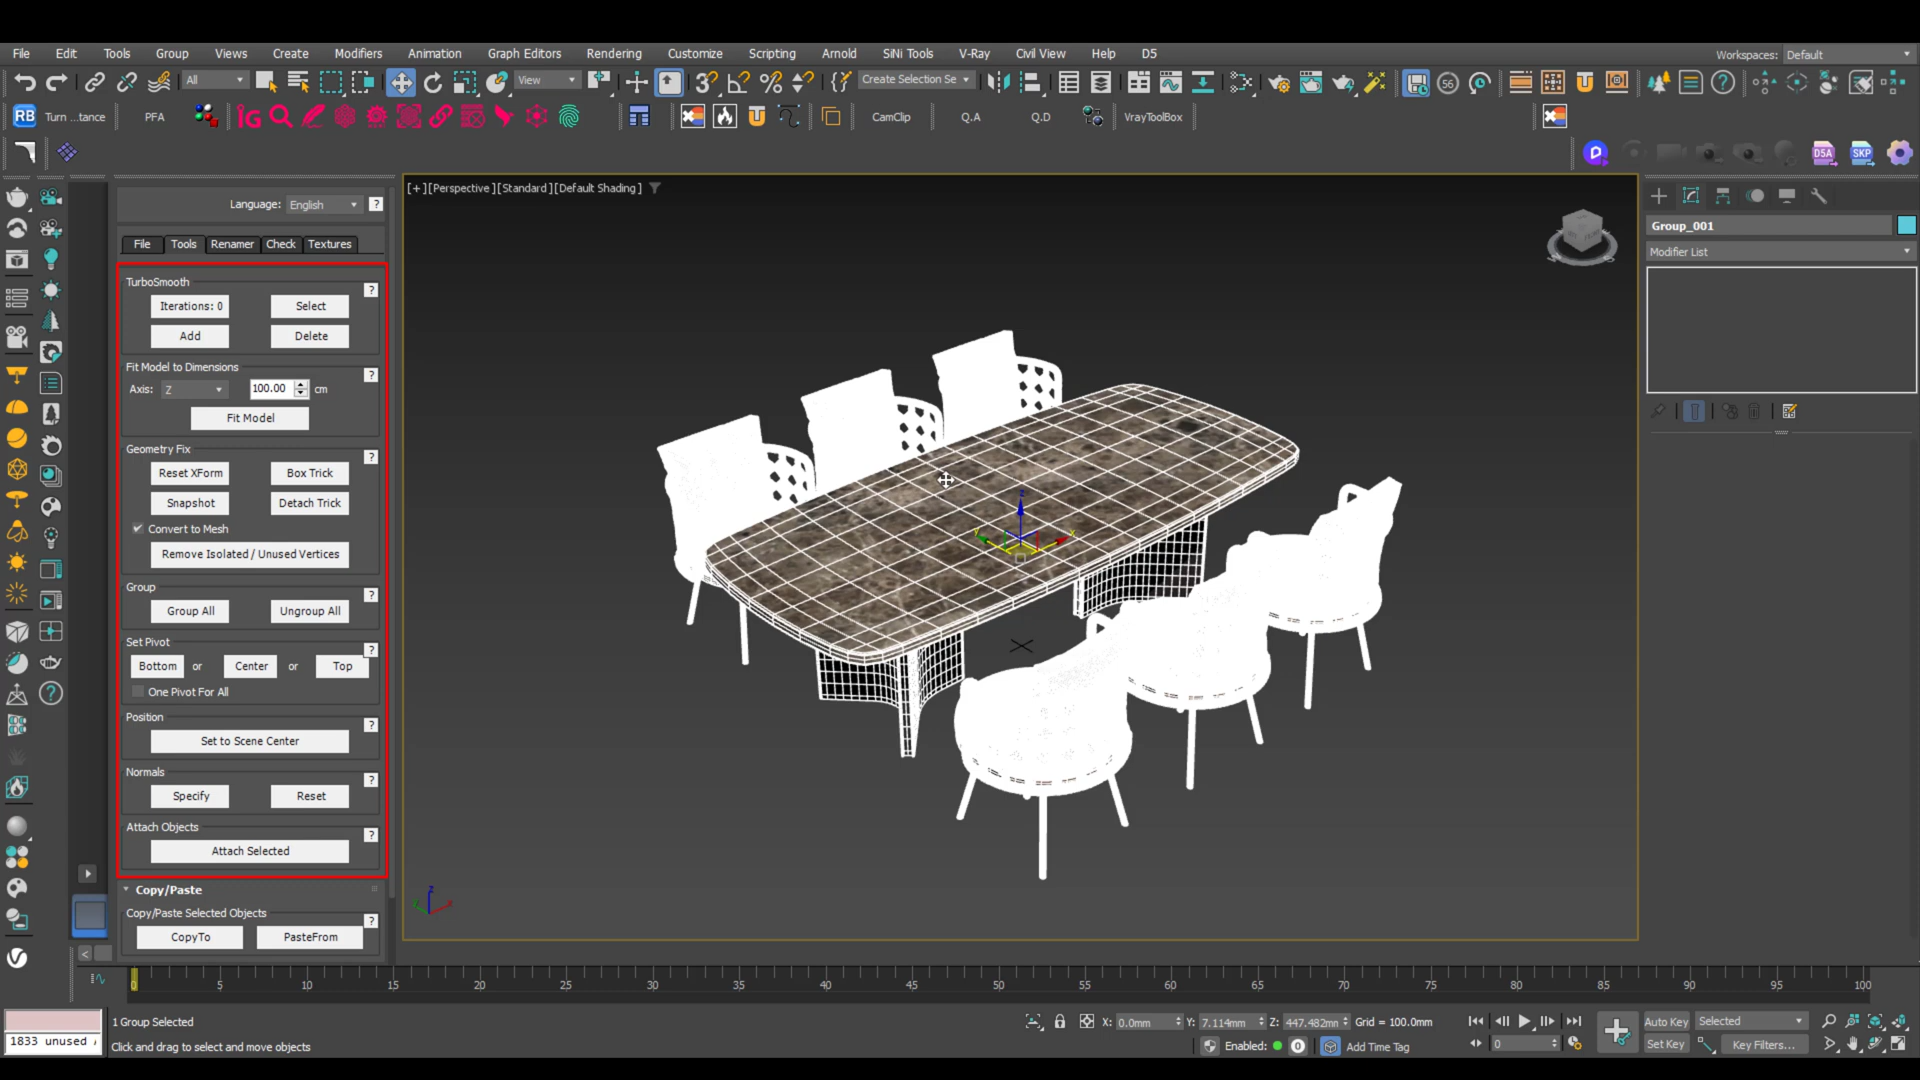 File Edit Tools Group Views Create Modifiers Animation Graph Editors Rendering Customize Scripting Arnold SiNi Tools V-Ray Civil View Help D5
Workspaces: Default
All View Create Selection Se 56
RB Turn ...tance PFA iG CamClip Q.A Q.D VrayToolBox
D5A SKP
Language: English ?
[+][Perspective][Standard][Default Shading]
File Tools Renamer Check Textures
Group_001
Modifier List
TurboSmooth ?
Iterations: 0 Select
Add Delete
Fit Model to Dimensions ?
Axis: Z 100.00 cm
Fit Model
Geometry Fix ?
Reset XForm Box Trick
Snapshot Detach Trick
Convert to Mesh
Remove Isolated / Unused Vertices
Group ?
Group All Ungroup All
Set Pivot ?
Bottom or Center or Top
One Pivot For All
Position ?
Set to Scene Center
Normals ?
Specify Reset
Attach Objects ?
Attach Selected
Copy/Paste
Copy/Paste Selected Objects ?
CopyTo PasteFrom
0 5 10 15 20 25 30 35 40 45 50 55 60 65 70 75 80 85 90 95 100
1 Group Selected
X: 0.0mm Y: 7.114mm Z: 447.482mm Grid = 100.0mm
Auto Key Selected
1833 unused
Click and drag to select and move objects
Enabled: 0 Add Time Tag
0 Set Key Key Filters...